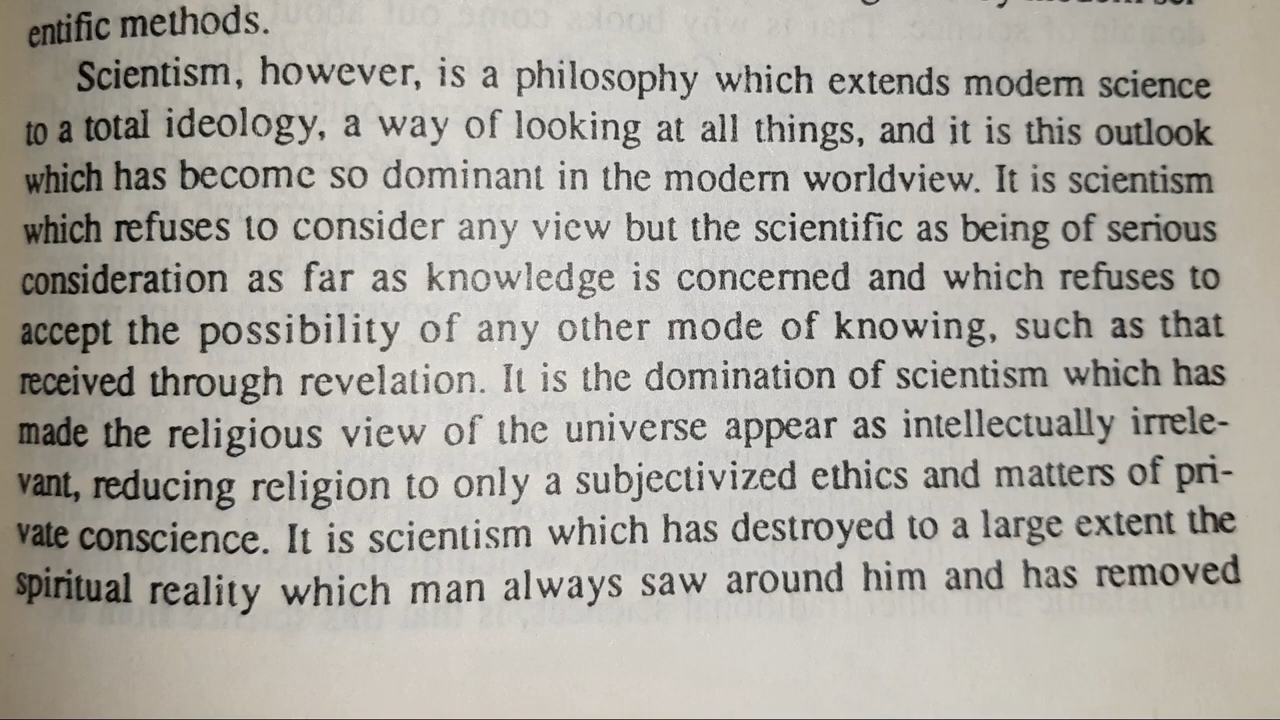 entific methods.
Scientism, however, is a philosophy which extends modern science
to a total ideology, a way of looking at all things, and it is this outlook
which has become so dominant in the modern worldview. It is scientism
which refuses to consider any view but the scientific as being of serious
consideration as far as knowledge is concerned and which refuses to
accept the possibility of any other mode of knowing, such as that
received through revelation. It is the domination of scientism which has
made the religious view of the universe appear as intellectually irrele-
vant, reducing religion to only a subjectivized ethics and matters of pri-
vate conscience. It is scientism which has destroyed to a large extent the
spiritual reality which man always saw around him and has removed